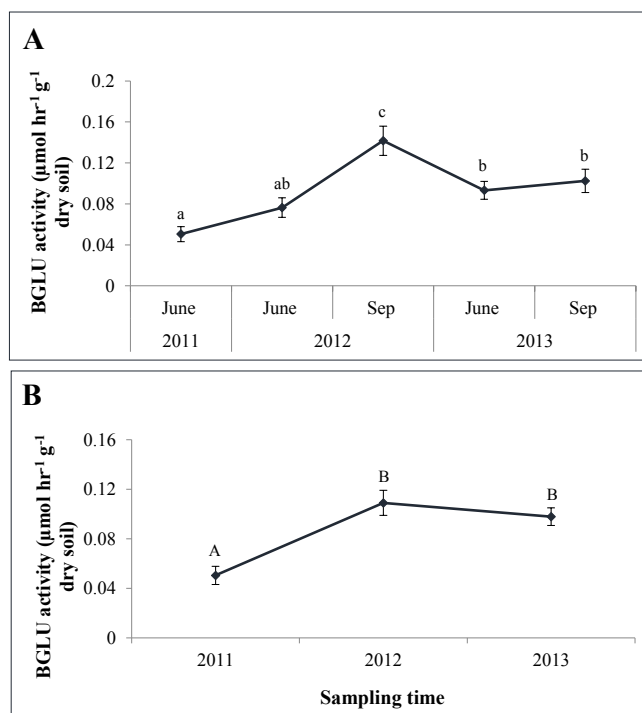 A
BGLU activity (µmol hr-1 g-1
dry soil)
0.2
0.16
0.12
0.08
0.04
0
a
ab
c
b
b
June
June
Sep
June
Sep
2011
2012
2013
B
BGLU activity (µmol hr-1 g-1
dry soil)
0.16
0.12
0.08
0.04
0
A
B
B
2011
2012
2013
Sampling time